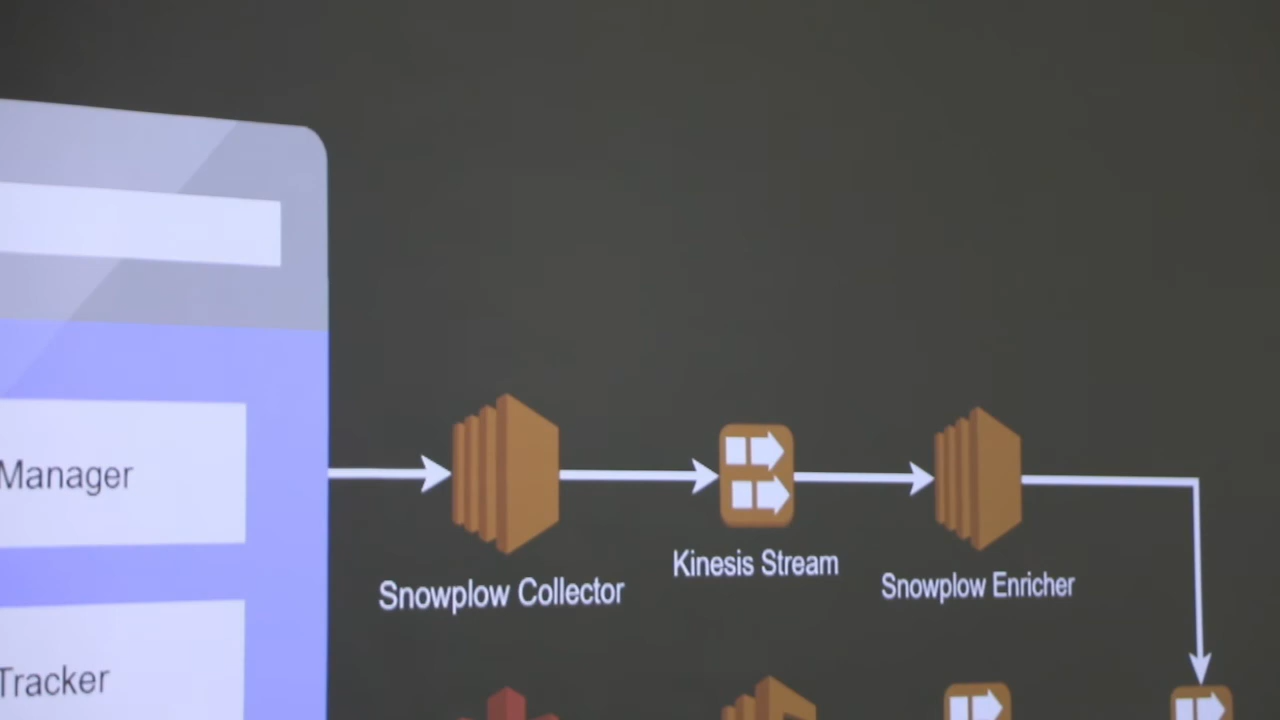 Manager
Snowplow Collector
Kinesis Stream
Snowplow Enricher
Tracker